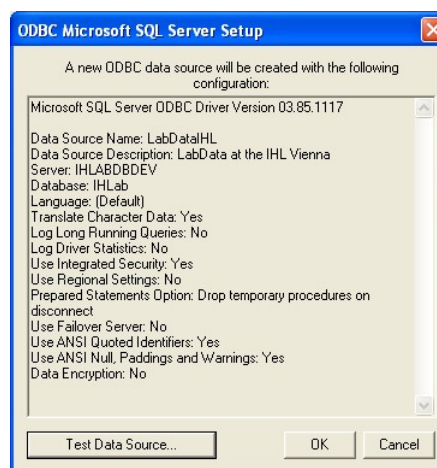 ODBC Microsoft SQL Server Setup
A new ODBC data source will be created with the following
configuration:
Microsoft SQL Server ODBC Driver Version 03.85.1117
Data Source Name: LabDataIHL
Data Source Description: LabData at the IHL Vienna
Server: IHLABDBDEV
Database: IHLab
Language: (Default)
Translate Character Data: Yes
Log Long Running Queries: No
Log Driver Statistics: No
Use Integrated Security: Yes
Use Regional Settings: No
Prepared Statements Option: Drop temporary procedures on
disconnect
Use Failover Server: No
Use ANSI Quoted Identifiers: Yes
Use ANSI Null, Paddings and Warnings: Yes
Data Encryption: No
Test Data Source...
OK
Cancel